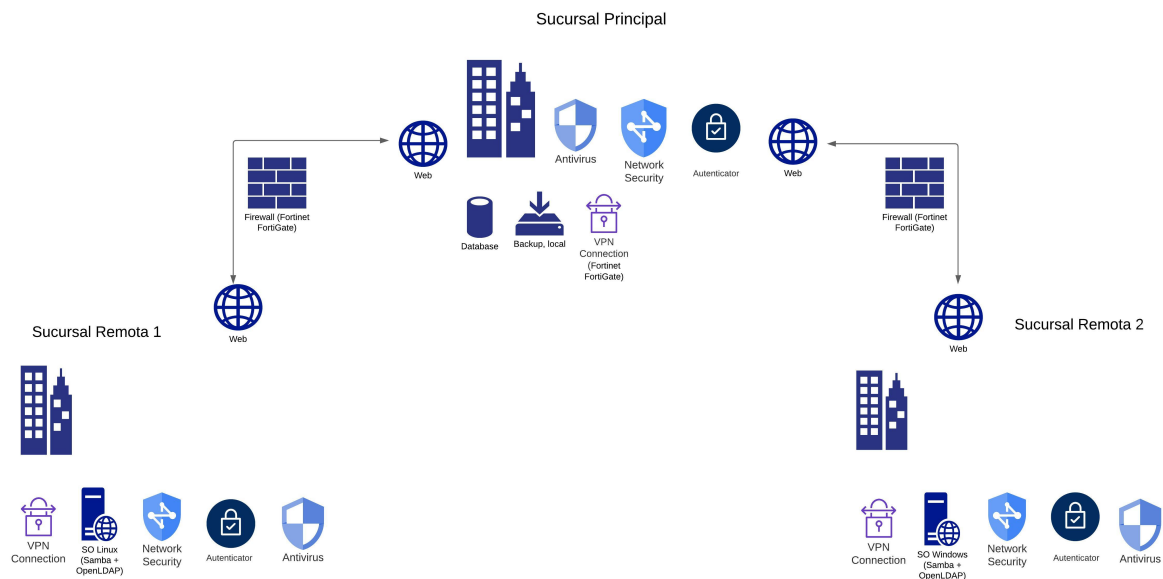 Sucursal Principal
Antivirus
Network
Security
Autenticator
Web
Web
Firewall (Fortinet
FortiGate)
Firewall (Fortinet
FortiGate)
Database
Backup, local
VPN
Connection
(Fortinet
FortiGate)
Sucursal Remota 1
Web
Web
Sucursal Remota 2
VPN
Connection
SO Linux
(Samba +
OpenLDAP)
Network
Security
Autenticator
Antivirus
VPN
Connection
SO Windows
(Samba +
OpenLDAP)
Network
Security
Autenticator
Antivirus